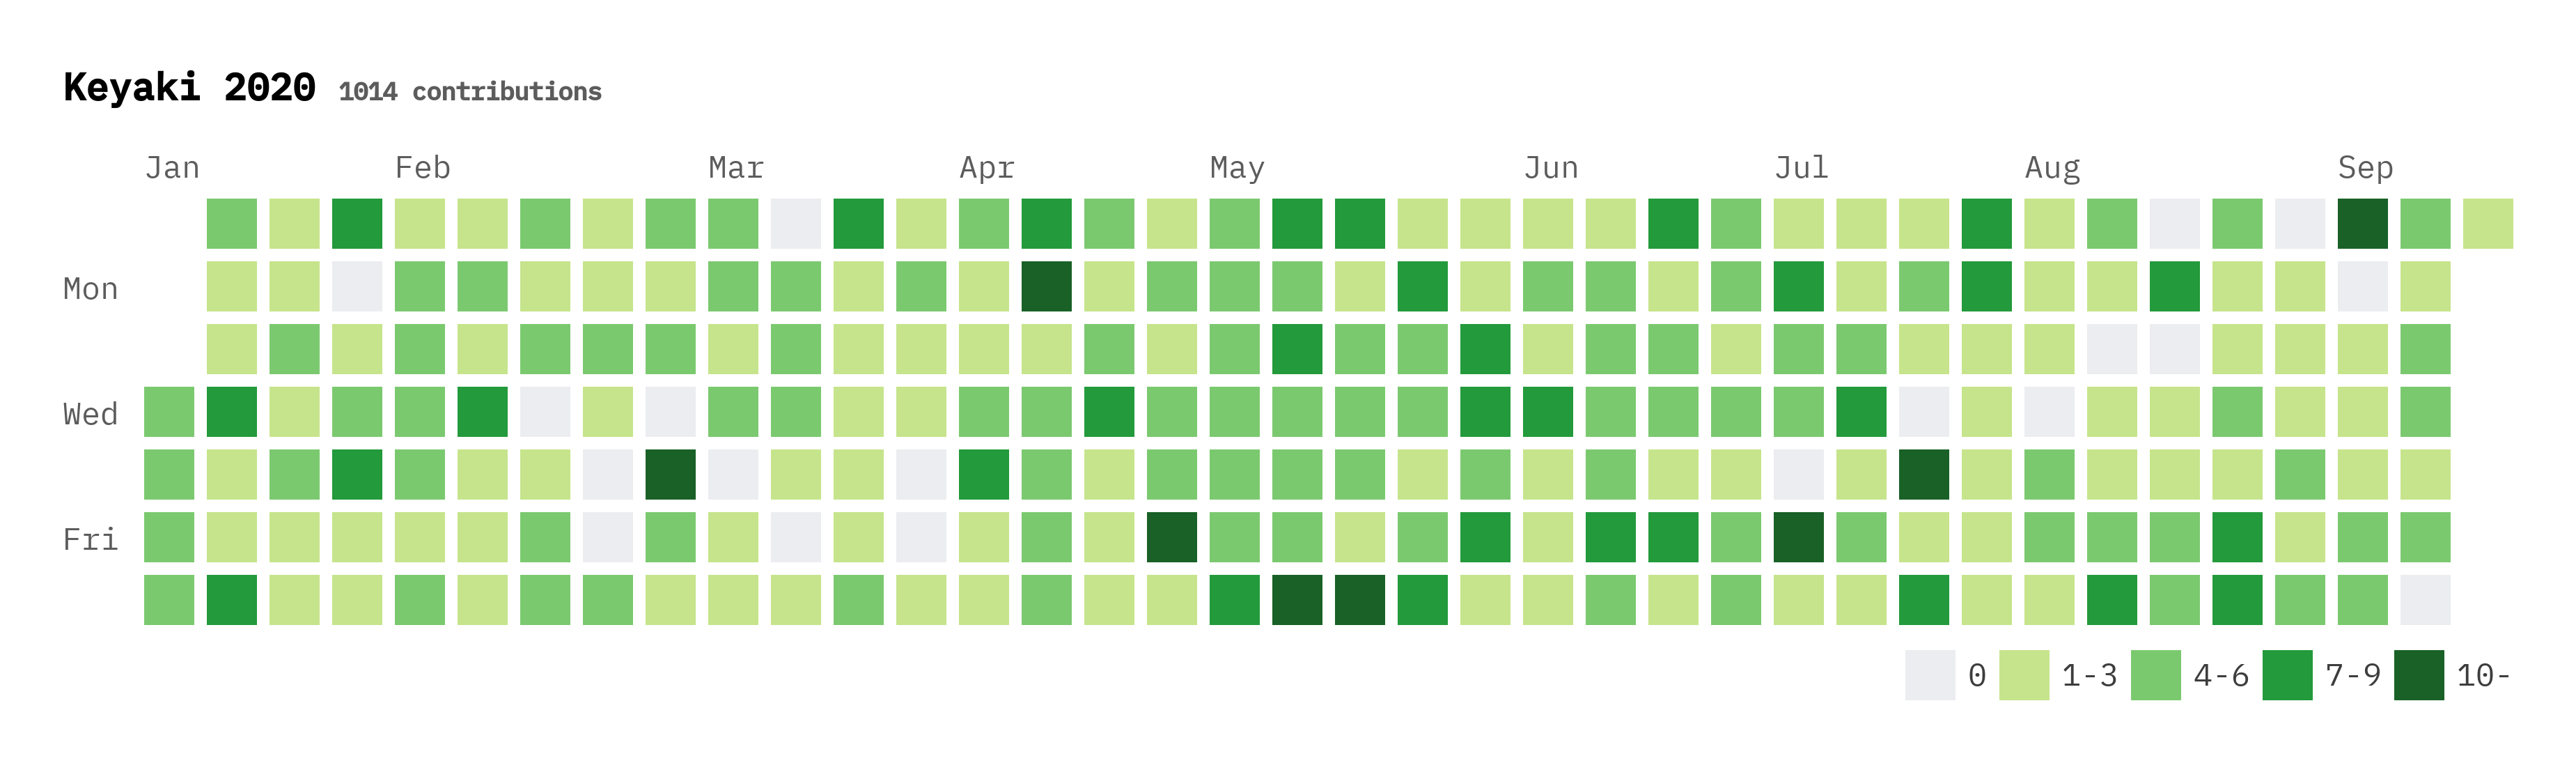 Keyaki 2020 1014 contributions
Jan Feb Mar Apr May Jun Jul Aug Sep
Mon
Wed
Fri
0 1-3 4-6 7-9 10-